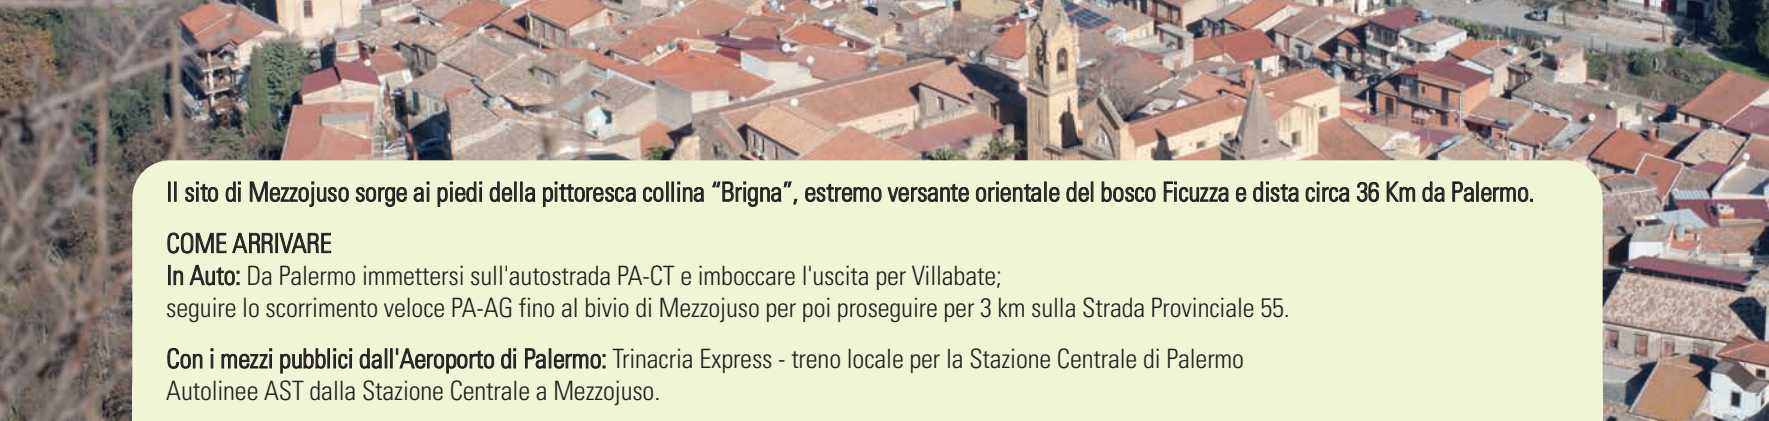 Il sito di Mezzojuso sorge ai piedi della pittoresca collina “Brigna”, estremo versante orientale del bosco Ficuzza e dista circa 36 Km da Palermo.
COME ARRIVARE
In Auto: Da Palermo immettersi sull'autostrada PA-CT e imboccare l'uscita per Villabate;
seguire lo scorrimento veloce PA-AG fino al bivio di Mezzojuso per poi proseguire per 3 km sulla Strada Provinciale 55.
Con i mezzi pubblici dall'Aeroporto di Palermo: Trinacria Express - treno locale per la Stazione Centrale di Palermo
Autolinee AST dalla Stazione Centrale a Mezzojuso.